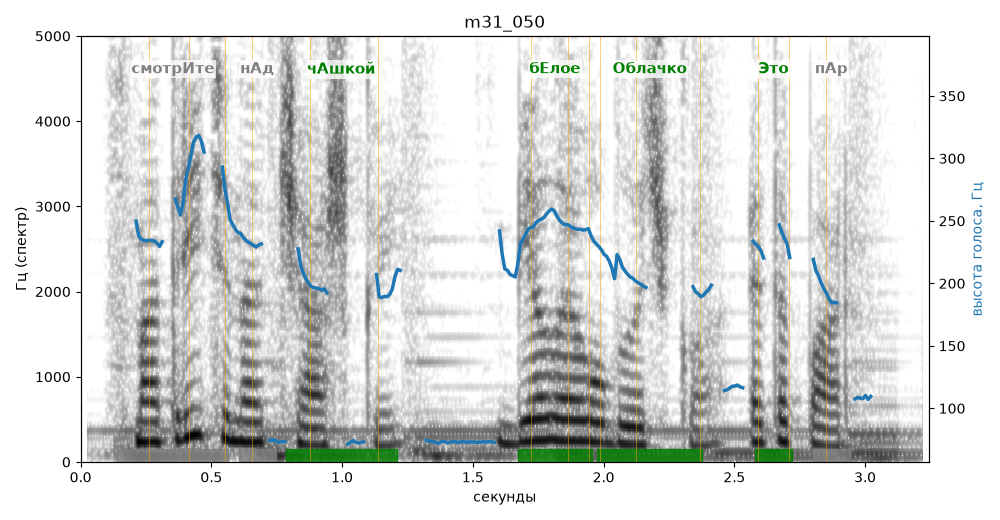 m31_050
5000
4000
3000
2000
1000
0
Гц (спектр)
смотрИте нАд чАшкой бЕлое Облачко Это пАр
350
300
250
200
150
100
высота голоса, Гц
0.0 0.5 1.0 1.5 2.0 2.5 3.0
секунды